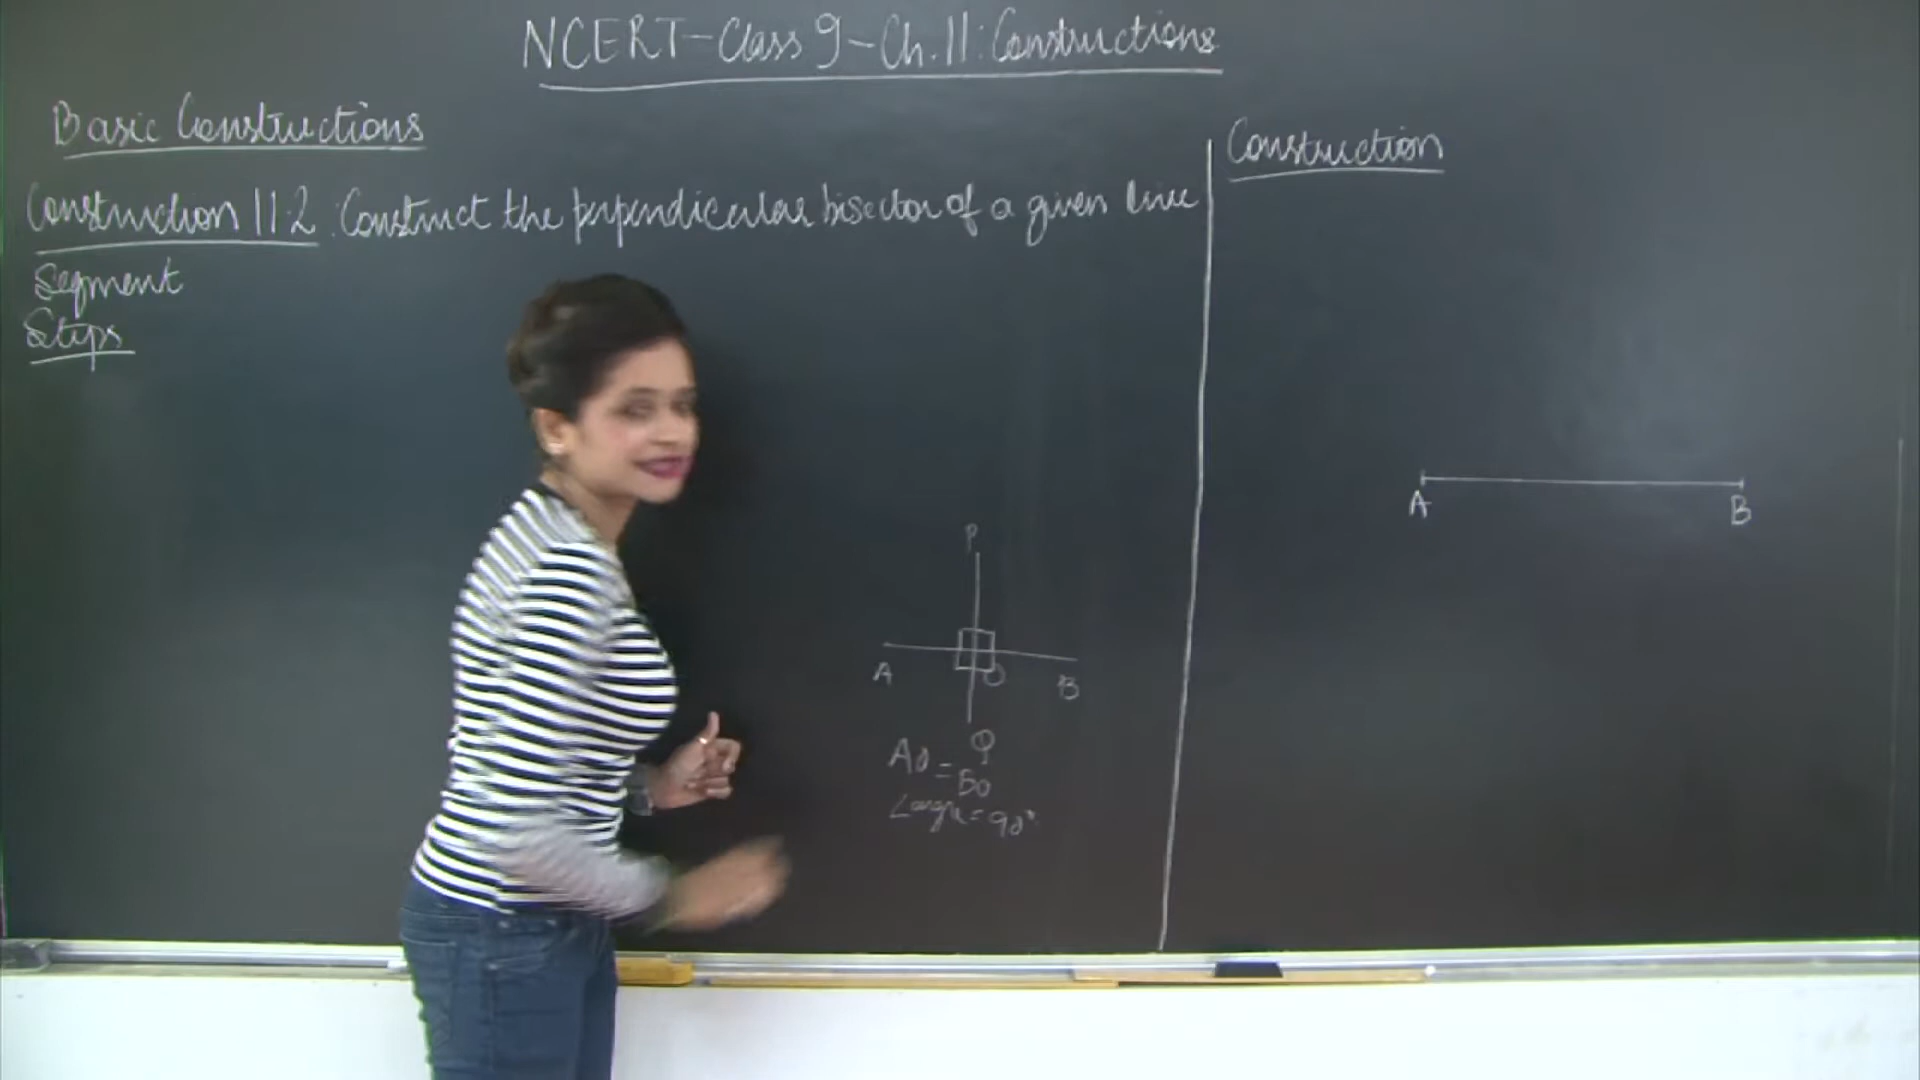 NCERT-Class 9-Ch.11: Constructions
Basic Constructions
Construction 11.2: Construct the perpendicular bisector of a given line
Segment
Steps
P
A O B
Q
AO = BO
∠angle = 90°
Construction
A B